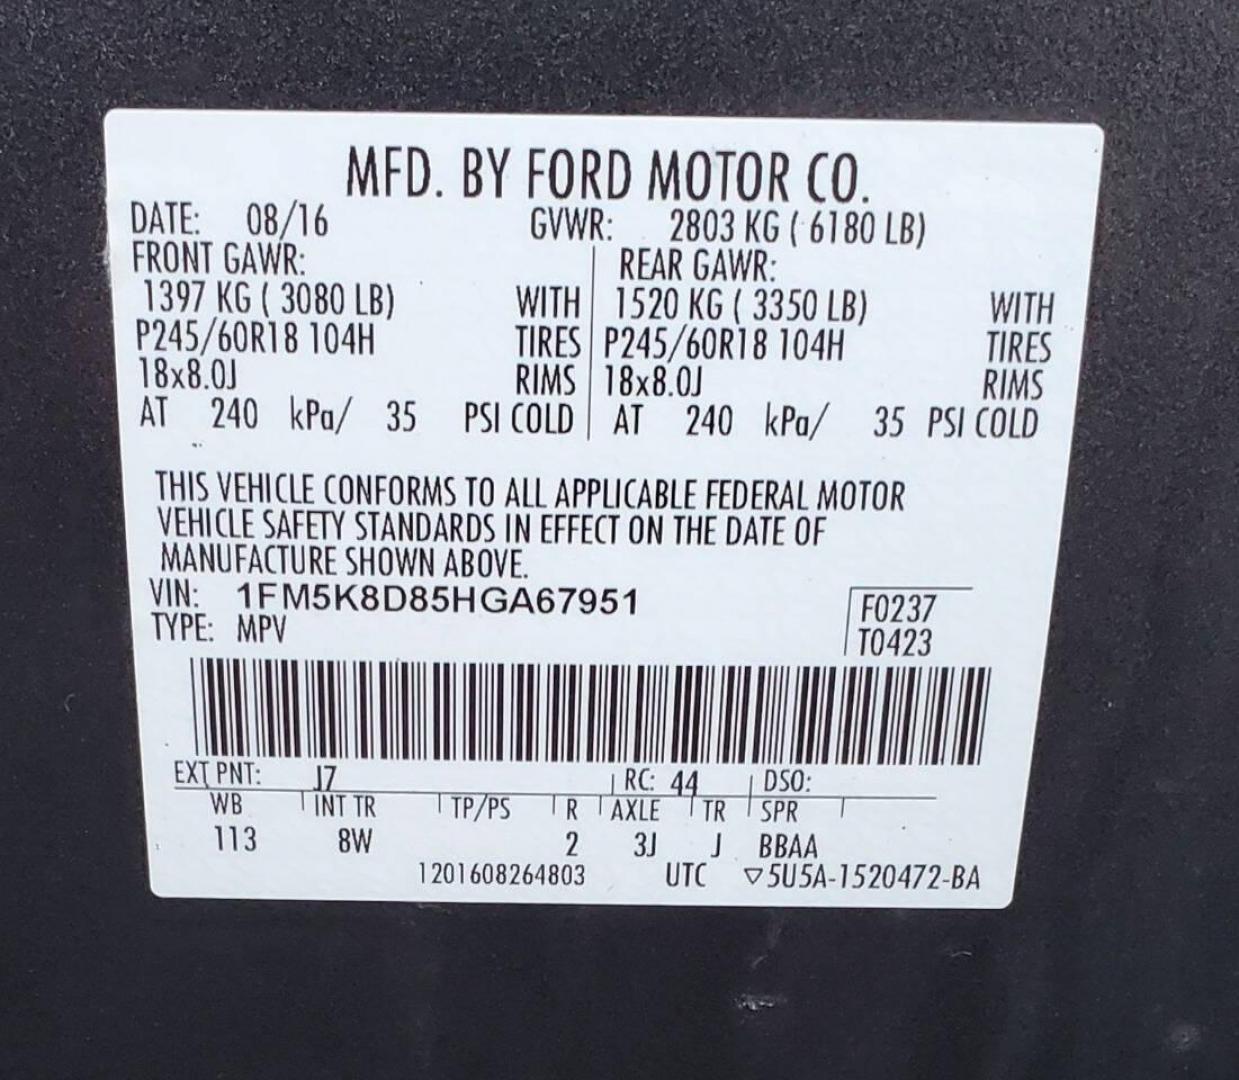 MFD. BY FORD MOTOR CO.
DATE: 08/16 GVWR: 2803 KG ( 6180 LB)
FRONT GAWR: REAR GAWR:
1397 KG ( 3080 LB) WITH 1520 KG ( 3350 LB) WITH
P245/60R18 104H TIRES P245/60R18 104H TIRES
18x8.0J RIMS 18x8.0J RIMS
AT 240 kPa/ 35 PSI COLD AT 240 kPa/ 35 PSI COLD
THIS VEHICLE CONFORMS TO ALL APPLICABLE FEDERAL MOTOR
VEHICLE SAFETY STANDARDS IN EFFECT ON THE DATE OF
MANUFACTURE SHOWN ABOVE.
VIN: 1FM5K8D85HGA67951 F0237
TYPE: MPV T0423
EXT PNT: J7 RC: 44 DSO:
WB INT TR TP/PS R AXLE TR SPR
113 8W 2 3J J BBAA
1201608264803 UTC ▽5U5A-1520472-BA